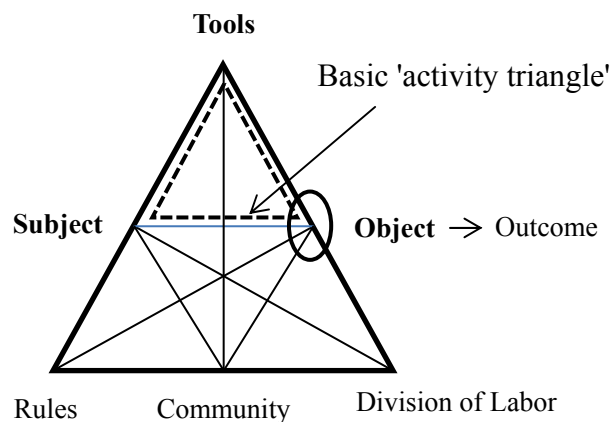 Tools
Basic 'activity triangle'
Subject
Object → Outcome
Rules
Community
Division of Labor